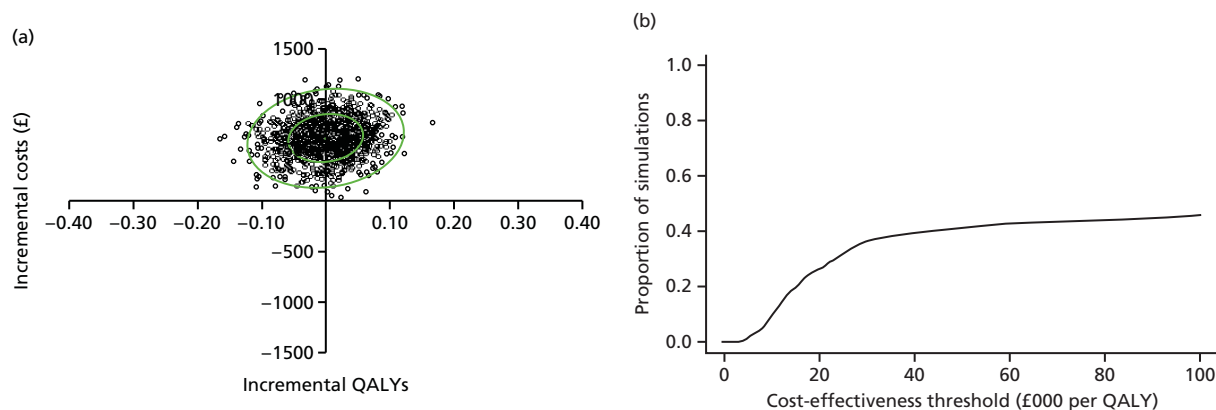 (a)
1500
1000
Incremental costs (£)
−0.40 −0.30 −0.20 −0.10 0.10 0.20 0.30 0.40
−500
−1000
−1500
Incremental QALYs
(b)
1.0
0.8
0.6
0.4
0.2
0.0
Proportion of simulations
0 20 40 60 80 100
Cost-effectiveness threshold (£000 per QALY)